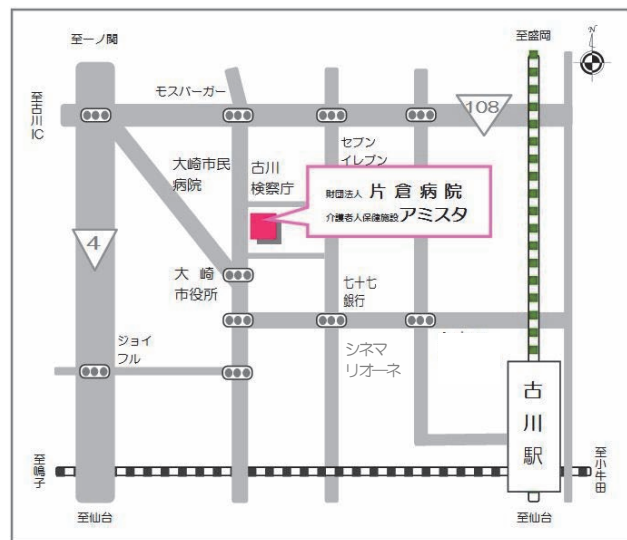 至一ノ関
至盛岡
N
至古川IC
モスバーガー
108
セブン
イレブン
大崎市民
病院
古川
検察庁
財団法人 片倉病院
介護老人保健施設 アミスタ
4
大崎
市役所
七十七
銀行
ジョイ
フル
シネマ
リオーネ
古川駅
至鳴子
至小牛田
至仙台
至仙台